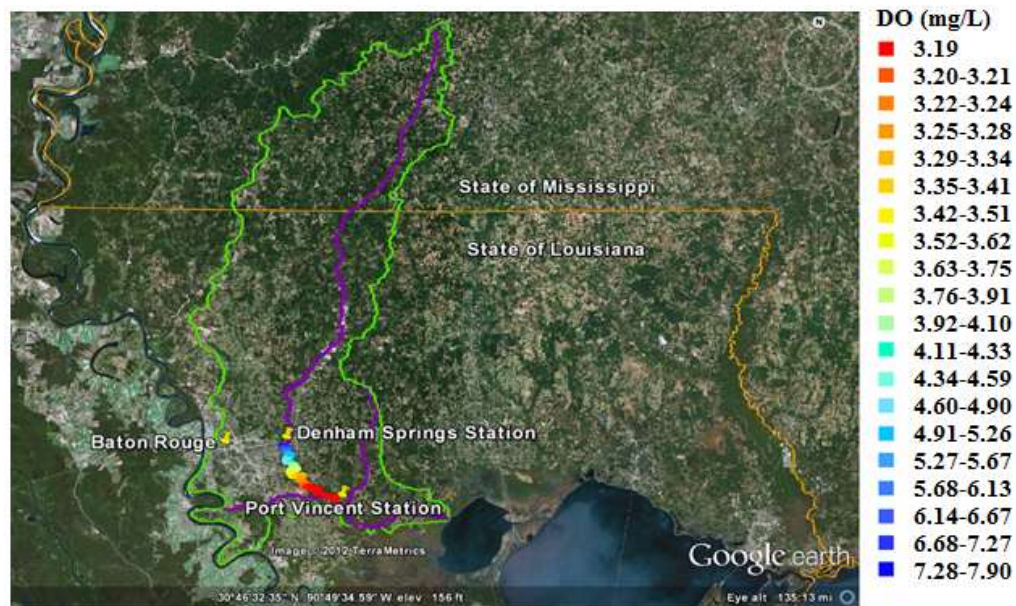 DO (mg/L)
3.19
3.20-3.21
3.22-3.24
3.25-3.28
3.29-3.34
3.35-3.41
3.42-3.51
3.52-3.62
3.63-3.75
3.76-3.91
3.92-4.10
4.11-4.33
4.34-4.59
4.60-4.90
4.91-5.26
5.27-5.67
5.68-6.13
6.14-6.67
6.68-7.27
7.28-7.90
N
State of Mississippi
State of Louisiana
Baton Rouge
Denham Springs Station
Port Vincent Station
Image © 2012 TerraMetrics
Google earth
30°46'32.35" N 90°49'34.59" W elev 156 ft
Eye alt 135.13 mi